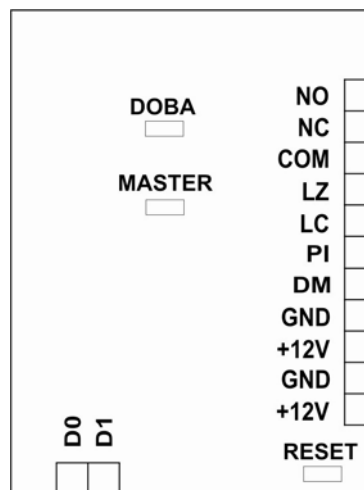 DOBA
MASTER
NO
NC
COM
LZ
LC
PI
DM
GND
+12V
GND
+12V
D0
D1
RESET